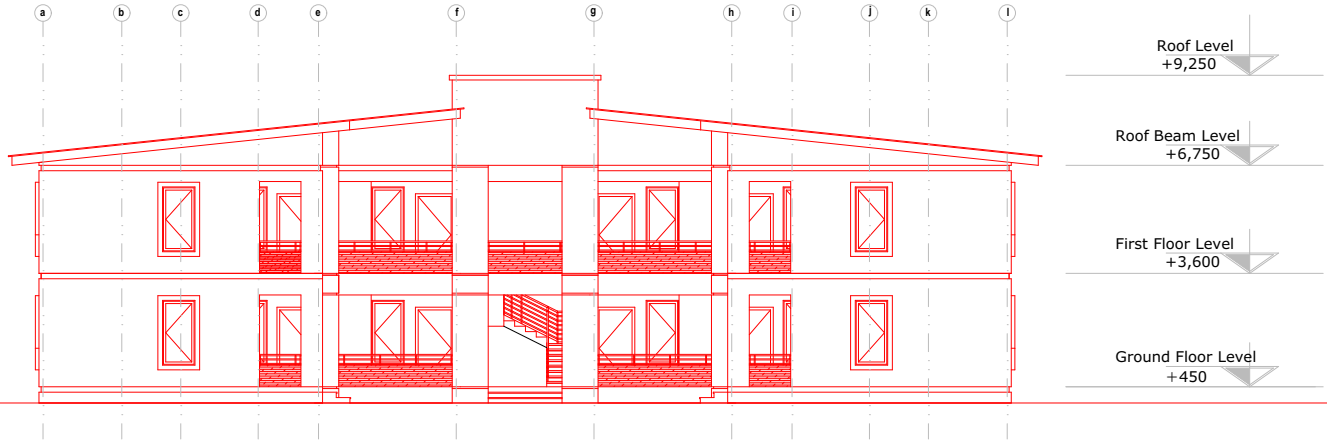 a b c d e f g h i j k l
Roof Level
+9,250
Roof Beam Level
+6,750
First Floor Level
+3,600
Ground Floor Level
+450